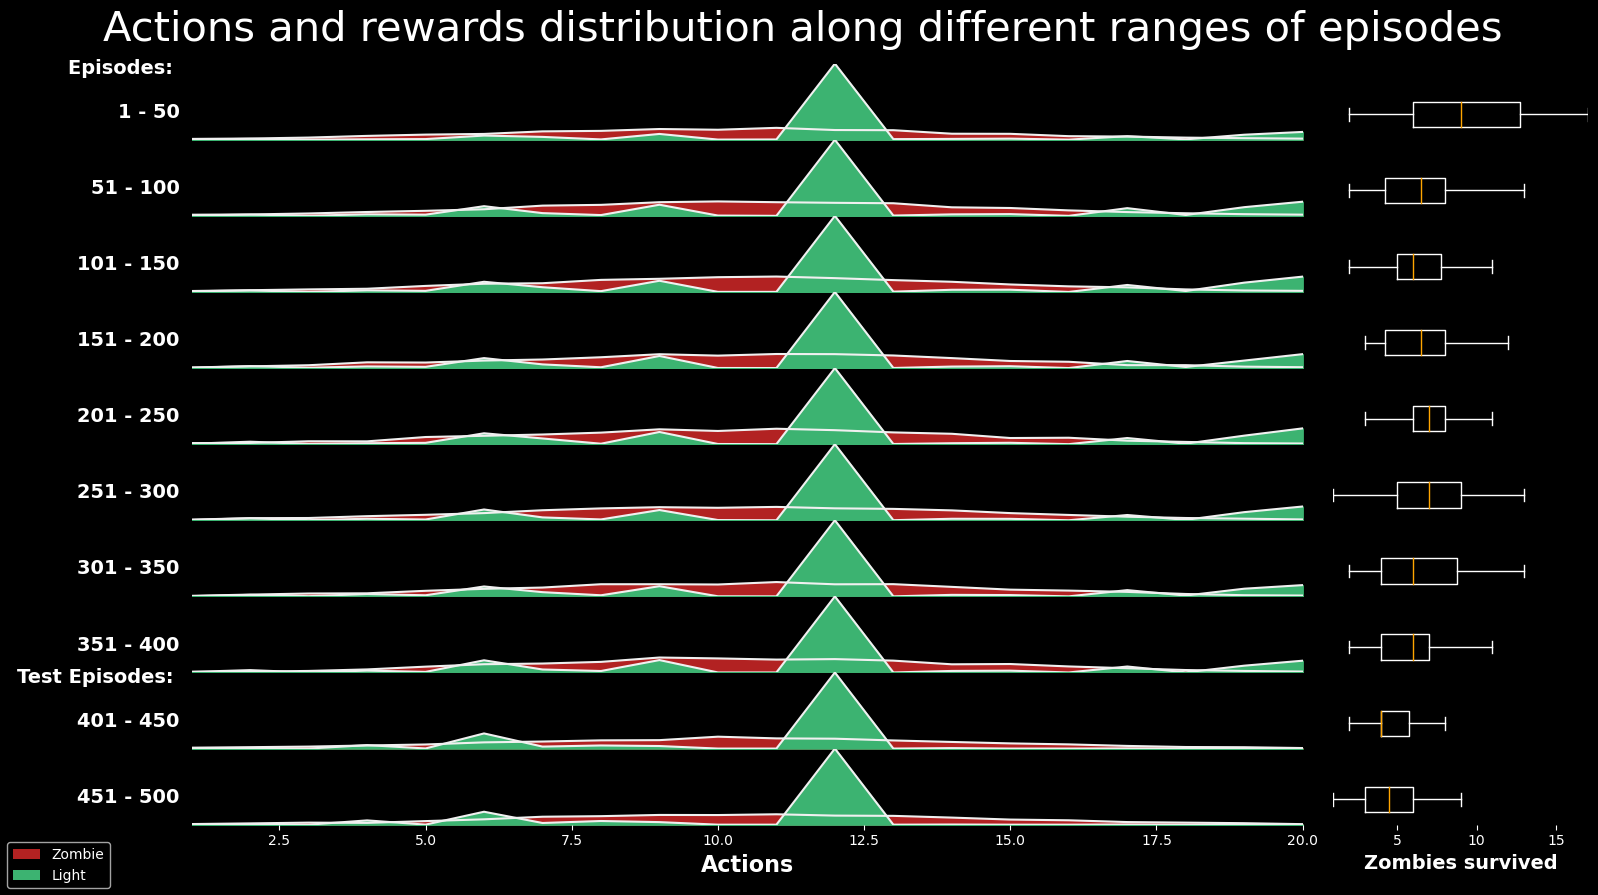 Actions and rewards distribution along different ranges of episodes
Episodes:
1 - 50
51 - 100
101 - 150
151 - 200
201 - 250
251 - 300
301 - 350
351 - 400
Test Episodes:
401 - 450
451 - 500
2.5 5.0 7.5 10.0 12.5 15.0 17.5 20.0
5 10 15
Actions
Zombies survived
Zombie
Light